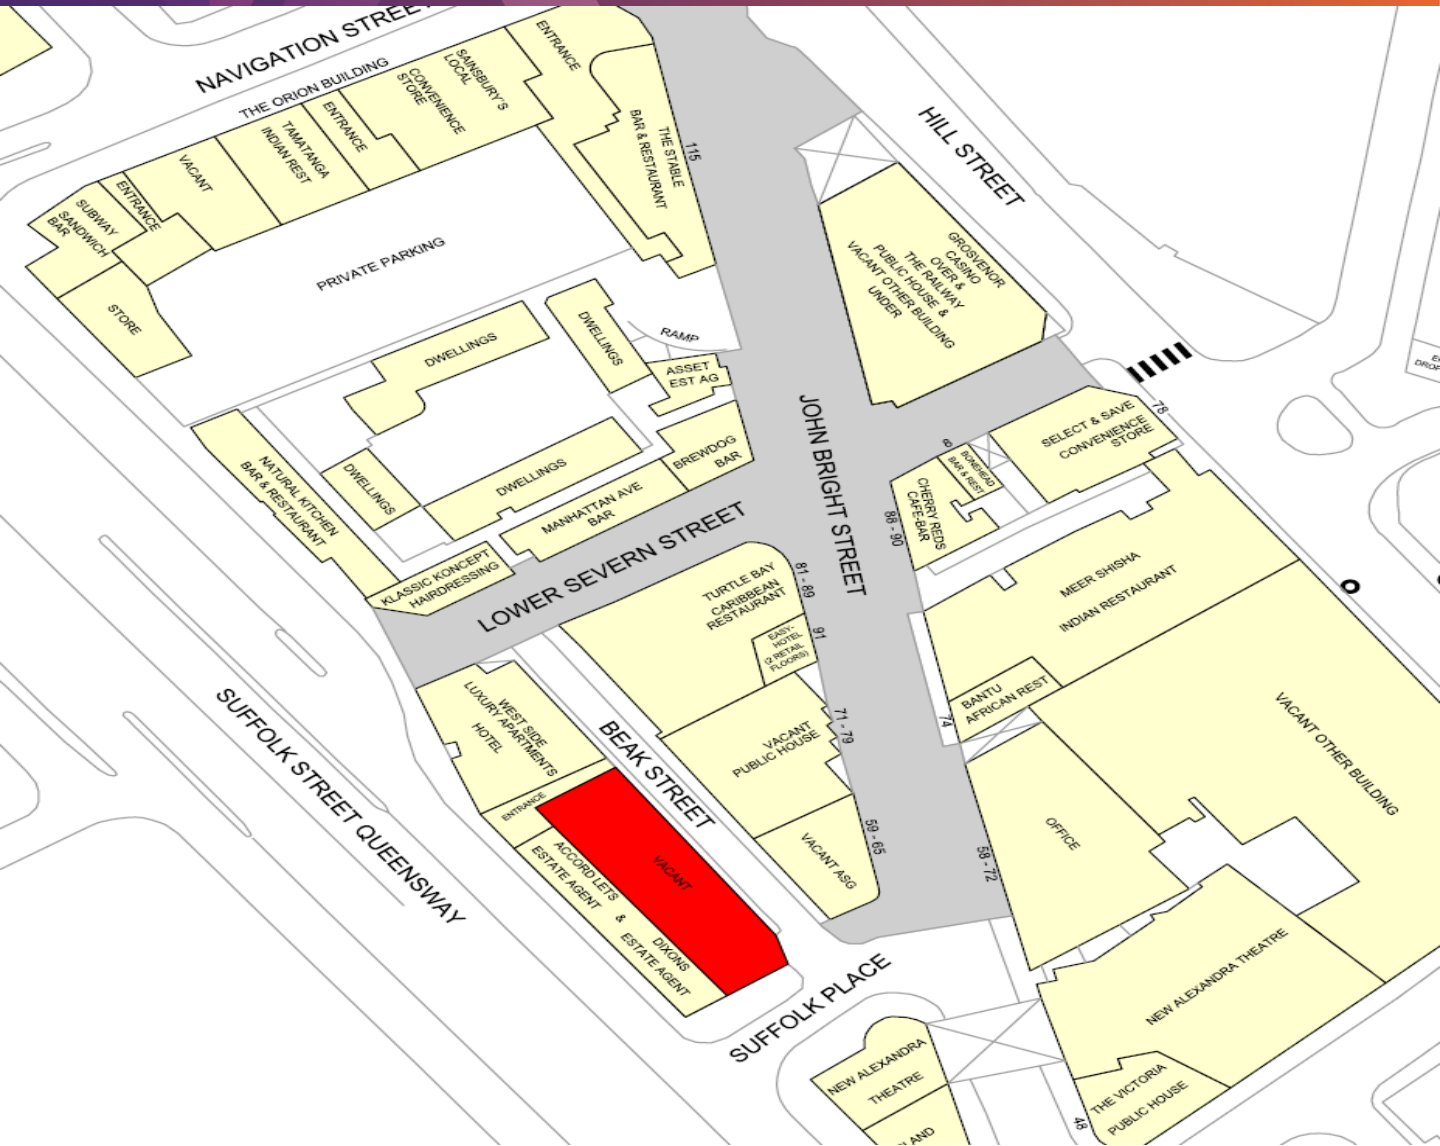 NAVIGATION STREET
THE ORION BUILDING
ENTRANCE
SAINSBURY'S
LOCAL
CONVENIENCE
STORE
ENTRANCE
TAMATANGA
INDIAN REST
VACANT
ENTRANCE
SUBWAY
SANDWICH
BAR
STORE
PRIVATE PARKING
THE STABLE
BAR & RESTAURANT
115
HILL STREET
GROSVENOR
CASINO
OVER &
THE RAILWAY
PUBLIC HOUSE &
VACANT OTHER BUILDING
UNDER
DWELLINGS
DWELLINGS
RAMP
ASSET
EST AG
BREWDOG
BAR
DWELLINGS
DWELLINGS
MANHATTAN AVE
BAR
NATURAL KITCHEN
BAR & RESTAURANT
KLASSIC KONCEPT
HAIRDRESSING
LOWER SEVERN STREET
JOHN BRIGHT STREET
78
SELECT & SAVE
CONVENIENCE
STORE
BONEHEAD
BAR & REST
CHERRY REDS
CAFE-BAR
88 - 90
MEER SHISHA
INDIAN RESTAURANT
BANTU
AFRICAN REST
74
VACANT OTHER BUILDING
OFFICE
58 - 72
TURTLE BAY
CARIBBEAN
RESTAURANT
81 - 89
EASY-
HOTEL
(2 RETAIL
FLOORS)
91
VACANT
PUBLIC HOUSE
71 - 79
VACANT ASG
59 - 65
WEST SIDE
LUXURY APARTMENTS
HOTEL
BEAK STREET
SUFFOLK STREET QUEENSWAY
ENTRANCE
VACANT
ACCORD LETS
ESTATE AGENT
&
DIXONS
ESTATE AGENT
SUFFOLK PLACE
NEW ALEXANDRA THEATRE
NEW ALEXANDRA
THEATRE
THE VICTORIA
PUBLIC HOUSE
48